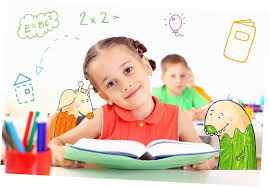 E=mc²
2 x 2 =